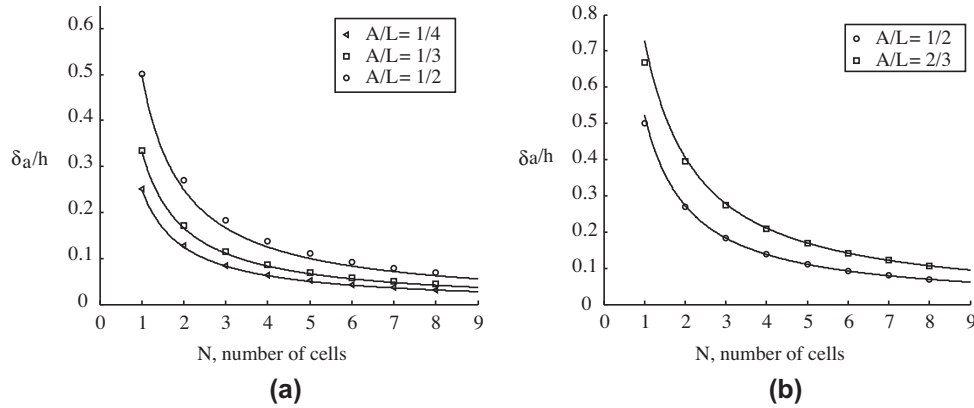 0.6
0.5
0.4
δa/h
0.3
0.2
0.1
0
0 1 2 3 4 5 6 7 8 9
N, number of cells
A/L= 1/4
A/L= 1/3
A/L= 1/2
(a)
0.8
0.7
0.6
0.5
δa/h
0.4
0.3
0.2
0.1
0
0 1 2 3 4 5 6 7 8 9
N, number of cells
A/L= 1/2
A/L= 2/3
(b)